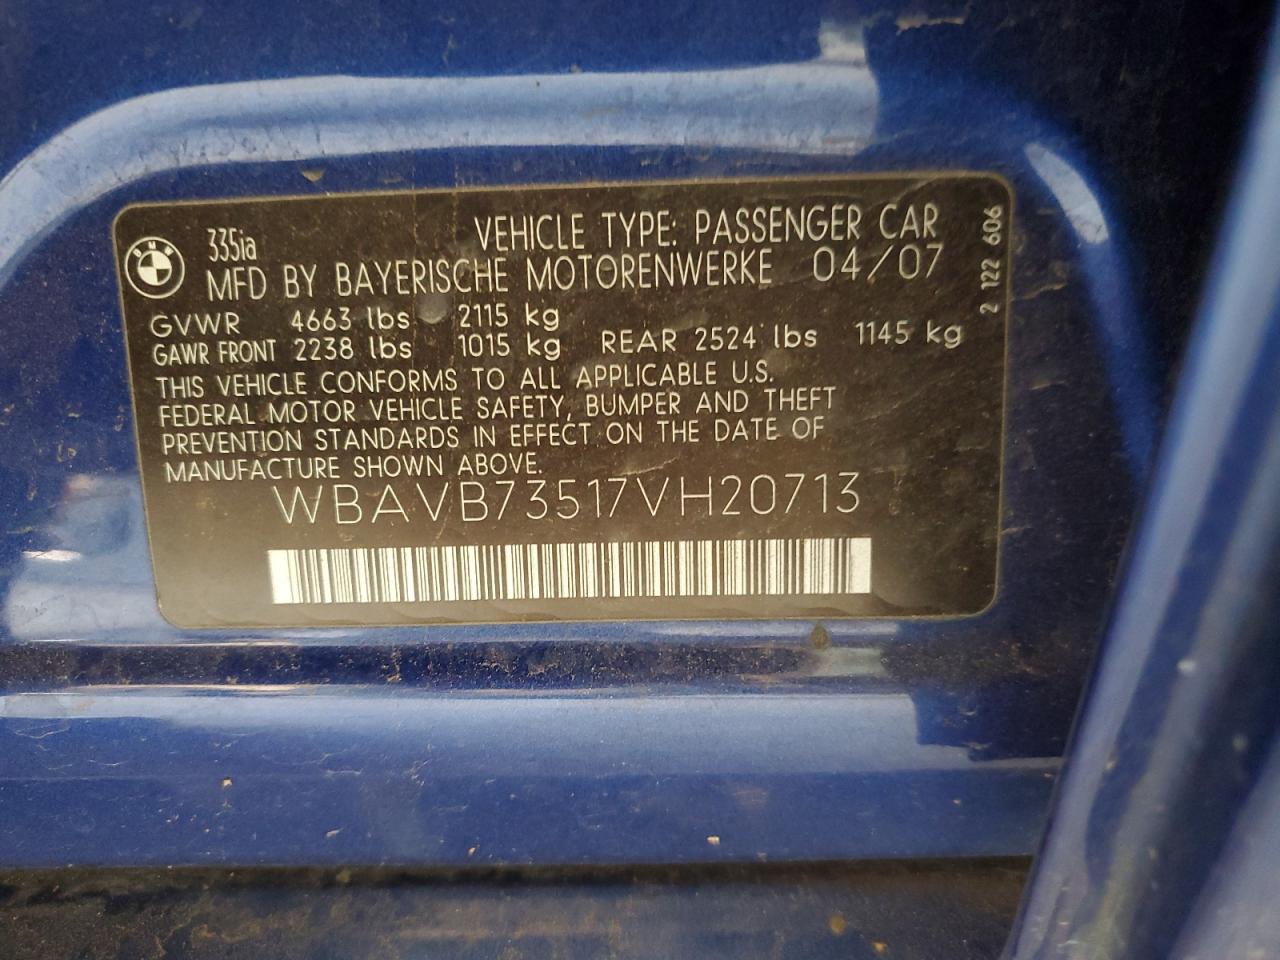 335ia
VEHICLE TYPE: PASSENGER CAR
MFD BY BAYERISCHE MOTORENWERKE 04/07
GVWR 4663 lbs 2115 kg
GAWR FRONT 2238 lbs 1015 kg REAR 2524 lbs 1145 kg
THIS VEHICLE CONFORMS TO ALL APPLICABLE U.S.
FEDERAL MOTOR VEHICLE SAFETY, BUMPER AND THEFT
PREVENTION STANDARDS IN EFFECT ON THE DATE OF
MANUFACTURE SHOWN ABOVE.
WBAVB73517VH20713
2 122 606